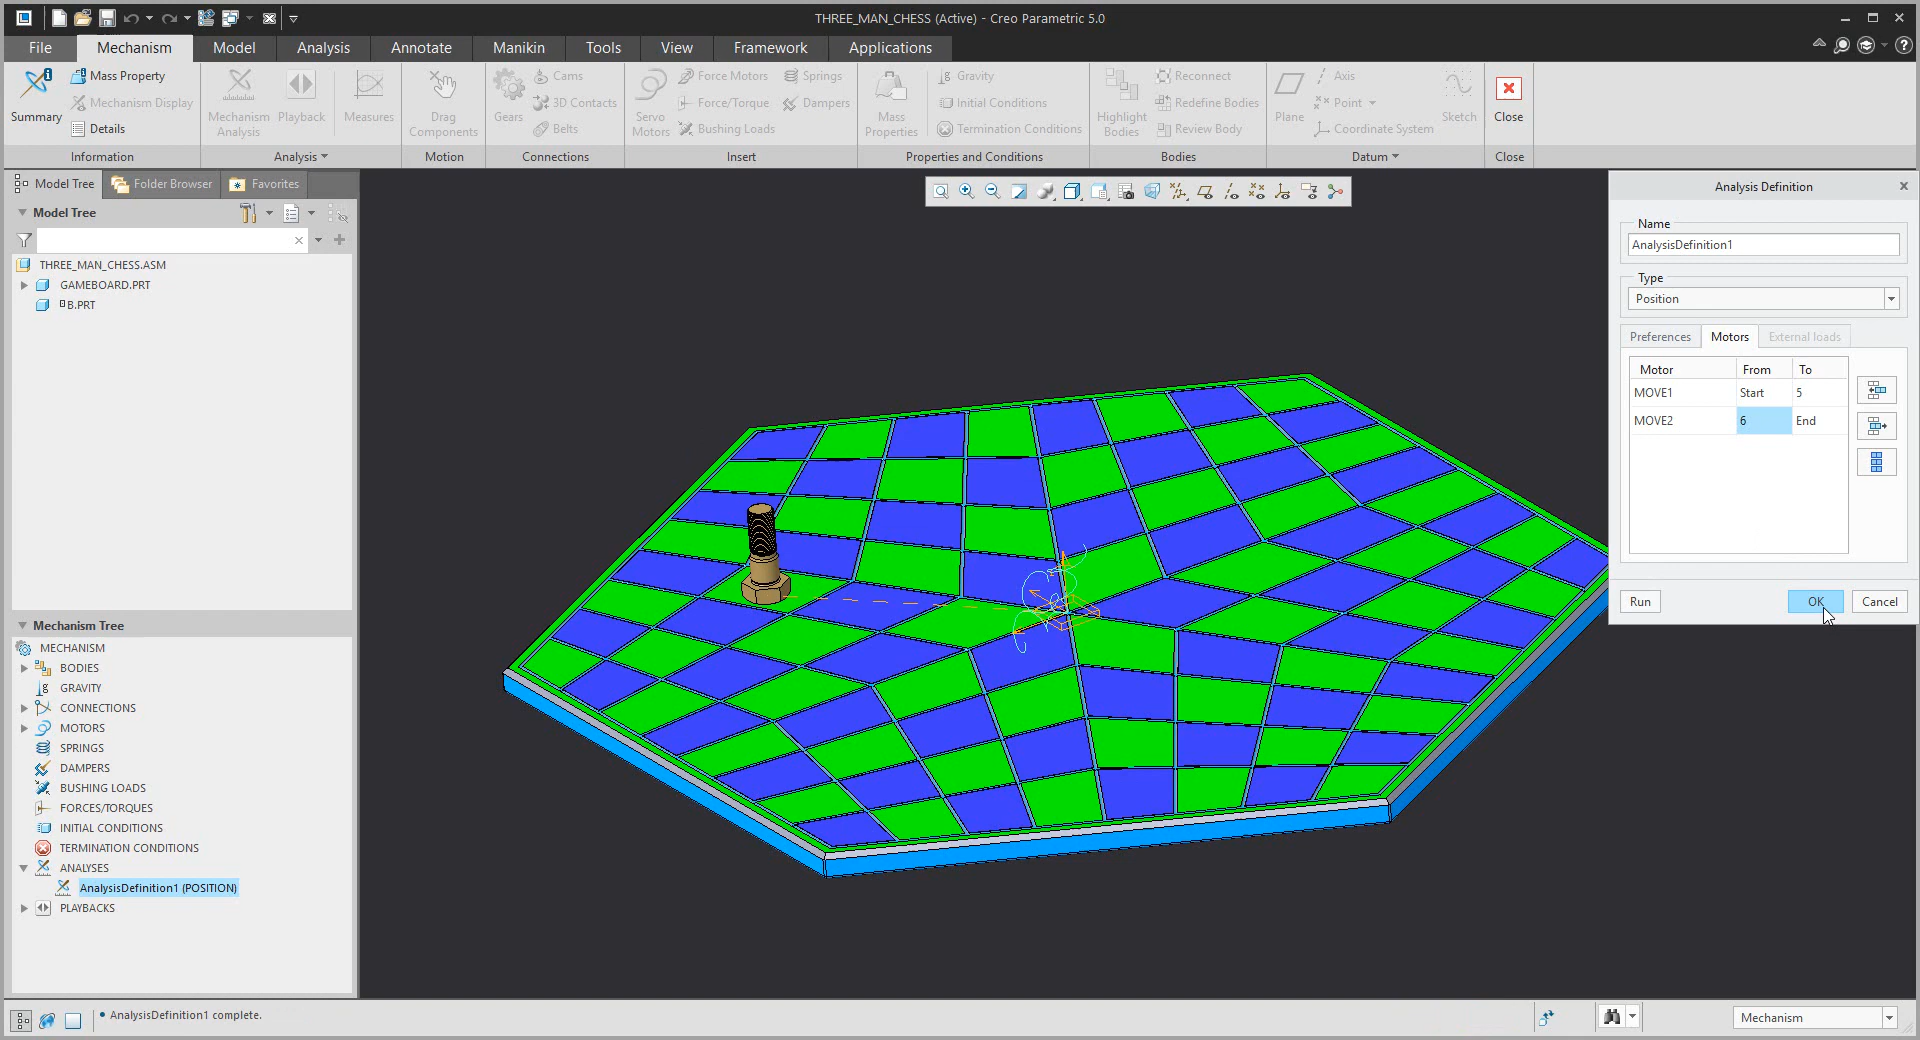 THREE_MAN_CHESS (Active) - Creo Parametric 5.0
File Mechanism Model Analysis Annotate Manikin Tools View Framework Applications
Summary
Mass Property
Mechanism Display
Details
Information
Mechanism Analysis
Playback
Measures
Analysis
Drag Components
Motion
Gears
Cams
3D Contacts
Belts
Connections
Servo Motors
Force Motors
Force/Torque
Bushing Loads
Springs
Dampers
Insert
Mass Properties
Gravity
Initial Conditions
Termination Conditions
Properties and Conditions
Highlight Bodies
Reconnect
Redefine Bodies
Review Body
Bodies
Plane
Axis
Point
Coordinate System
Sketch
Datum
Close
Close
Model Tree Folder Browser Favorites
Model Tree
THREE_MAN_CHESS.ASM
GAMEBOARD.PRT
B.PRT
Mechanism Tree
MECHANISM
BODIES
GRAVITY
CONNECTIONS
MOTORS
SPRINGS
DAMPERS
BUSHING LOADS
FORCES/TORQUES
INITIAL CONDITIONS
TERMINATION CONDITIONS
ANALYSES
AnalysisDefinition1 (POSITION)
PLAYBACKS
Analysis Definition
Name
AnalysisDefinition1
Type
Position
Preferences Motors External loads
Motor From To
MOVE1 Start 5
MOVE2 6 End
Run OK Cancel
AnalysisDefinition1 complete.
Mechanism